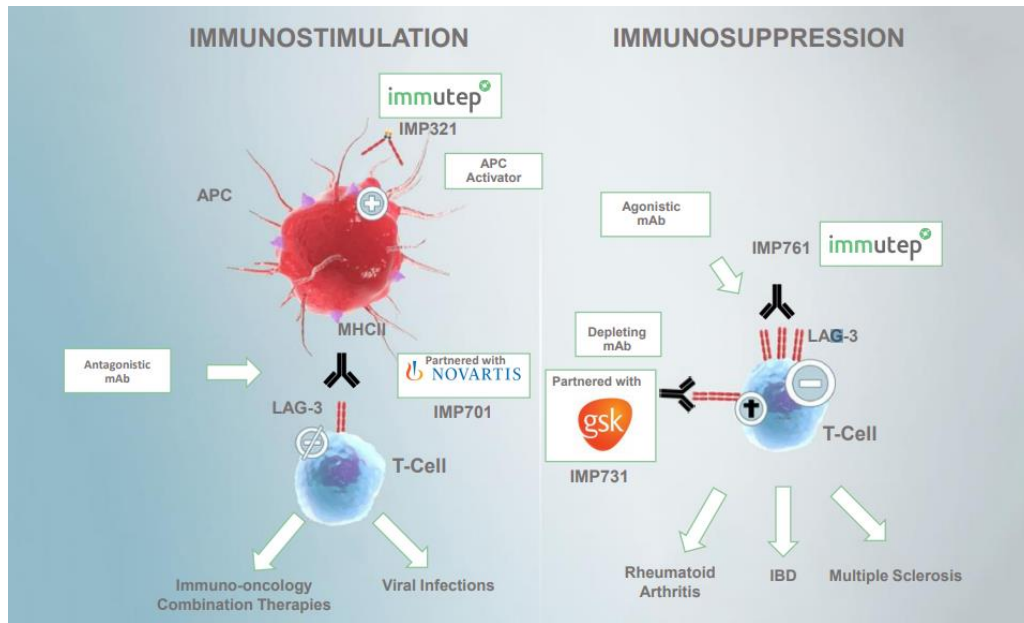 IMMUNOSTIMULATION
immutep
IMP321
APC
Activator
APC
MHCII
Antagonistic
mAb
Partnered with
NOVARTIS
IMP701
LAG-3
T-Cell
Immuno-oncology
Combination Therapies
Viral Infections
IMMUNOSUPPRESSION
Agonistic
mAb
IMP761
immutep
LAG-3
Depleting
mAb
Partnered with
gsk
IMP731
T-Cell
Rheumatoid
Arthritis
IBD
Multiple Sclerosis